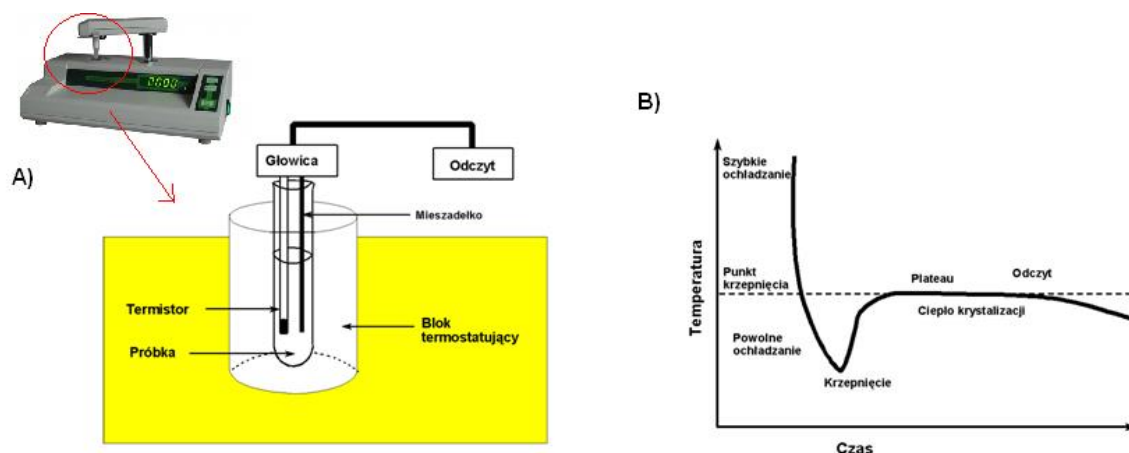 A)
Głowica
Odczyt
Mieszadełko
Termistor
Próbka
Blok
termostatujący
B)
Temperatura
Szybkie
ochładzanie
Punkt
krzepnięcia
Powolne
ochładzanie
Krzepnięcie
Plateau
Odczyt
Ciepło krystalizacji
Czas